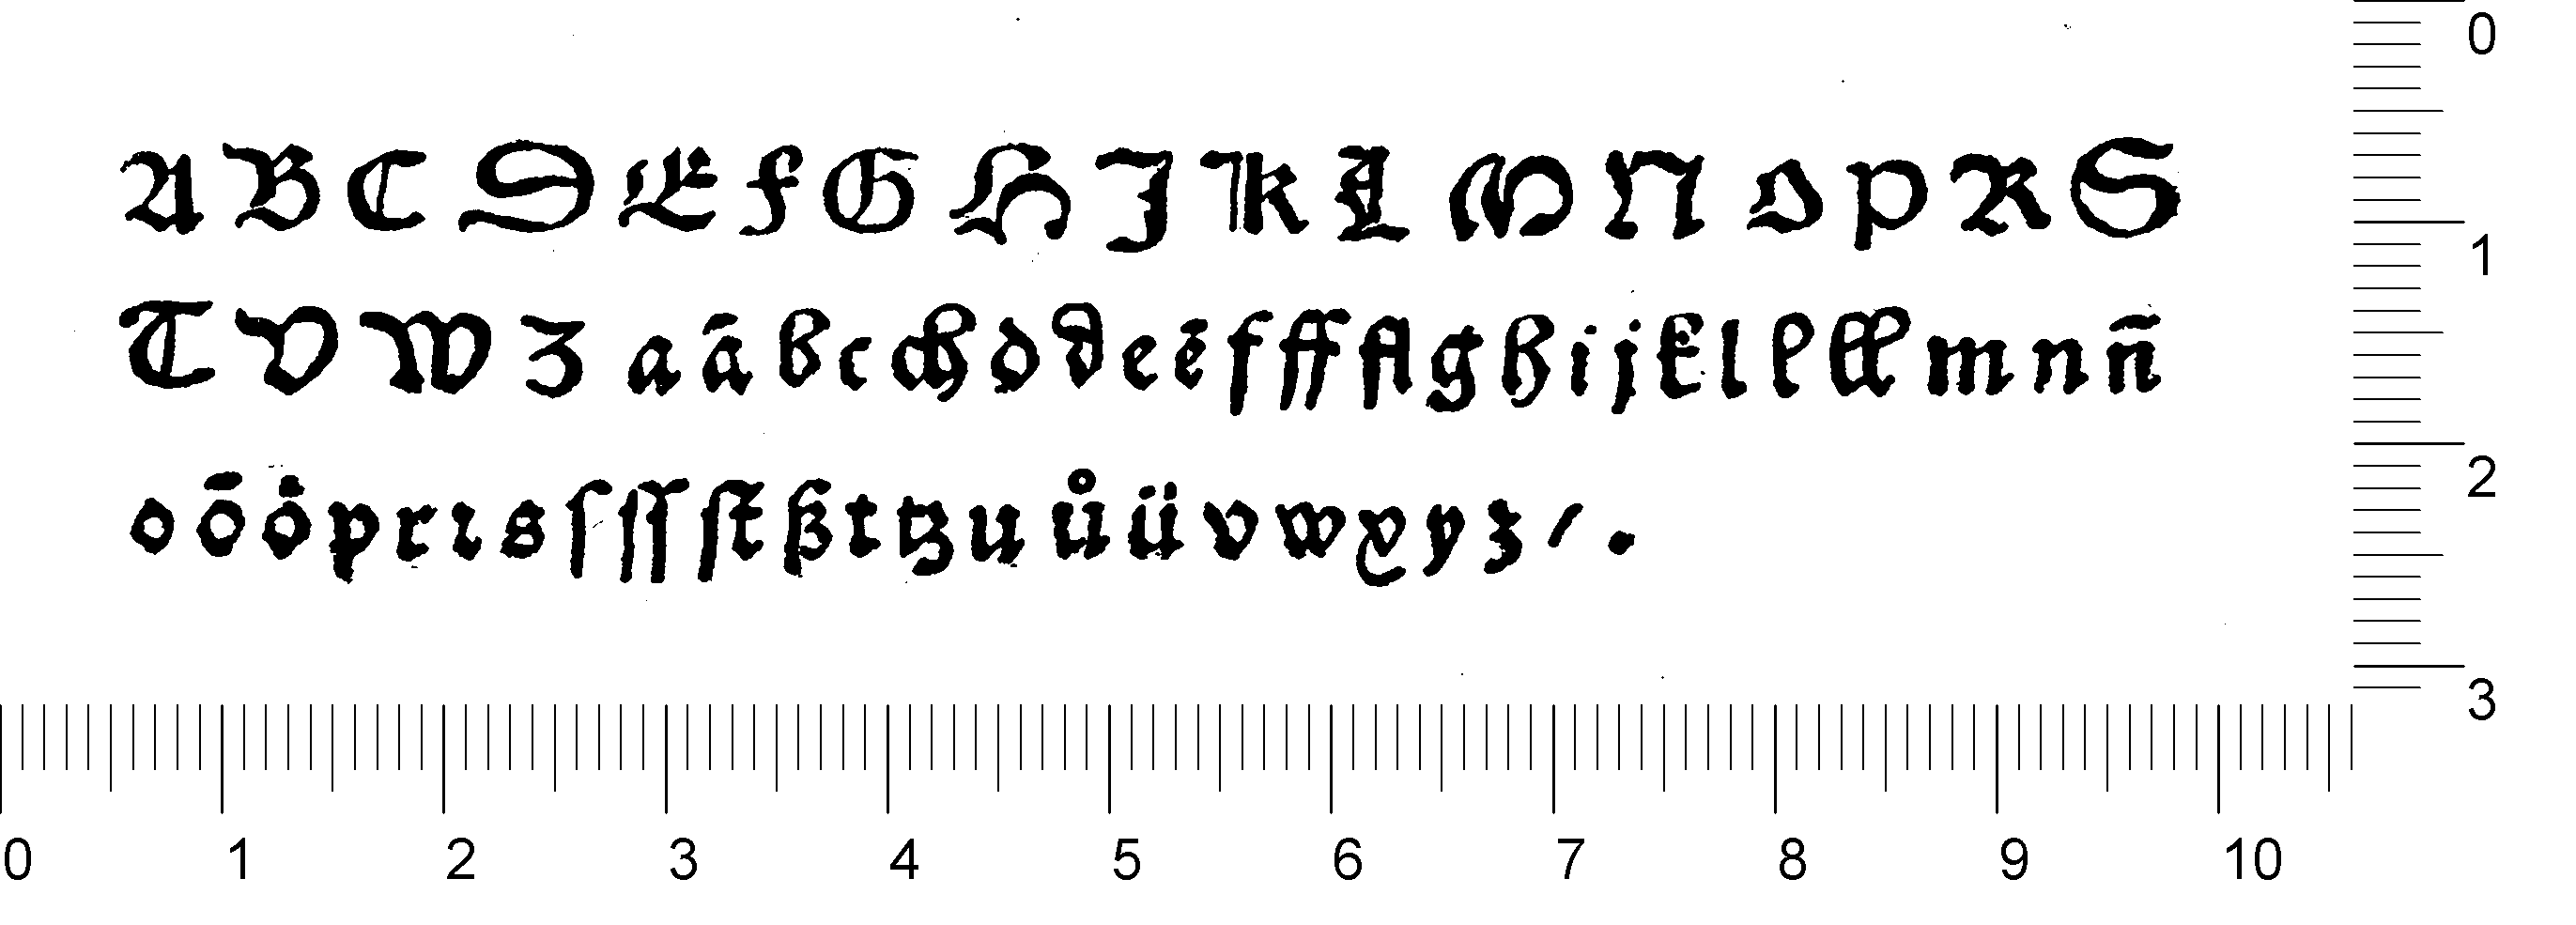 A B C D E F G H I K L M N O P R S
T V W Z a ā b c ch d d' e ē f ff fl g h i j k l l ll m n n̄
o ō oͤ p r ꝛ s ſ ſſ ſt ß t tz u ů ü v w x y z / .
0
1
2
3
0 1 2 3 4 5 6 7 8 9 10